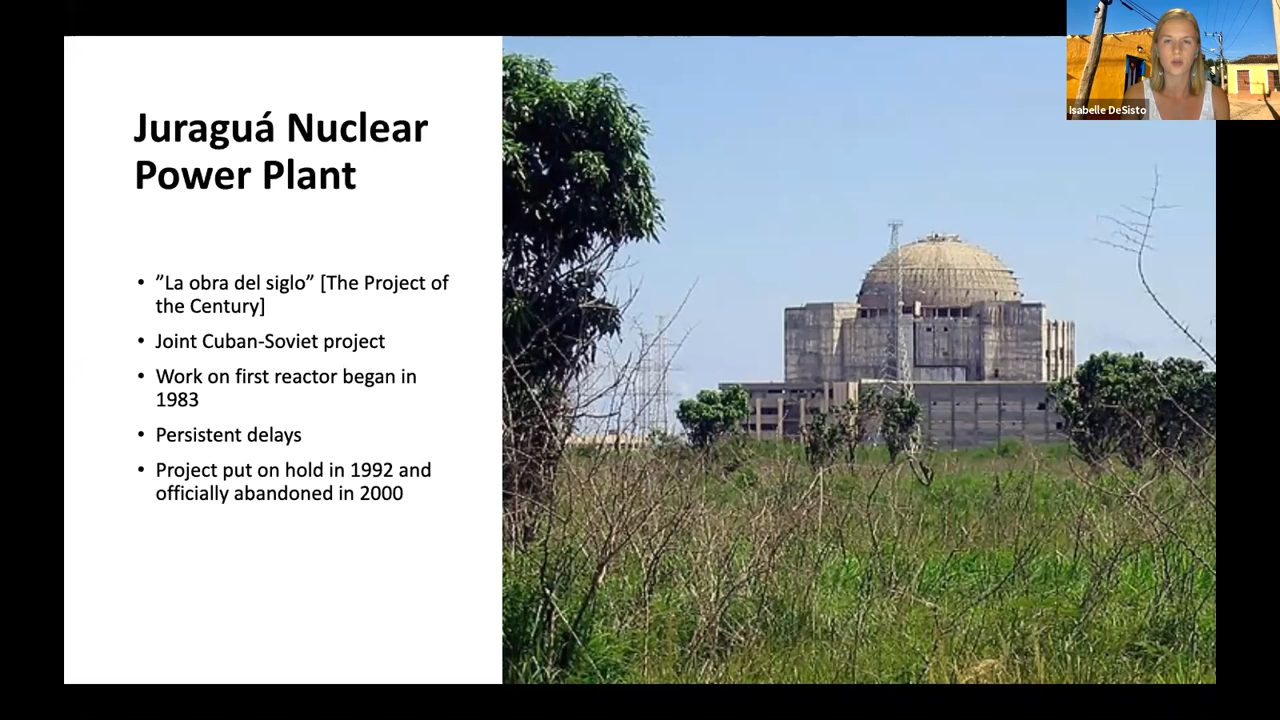 Juraguá Nuclear
Power Plant
• ”La obra del siglo” [The Project of
the Century]
• Joint Cuban-Soviet project
• Work on first reactor began in
1983
• Persistent delays
• Project put on hold in 1992 and
officially abandoned in 2000
Isabelle DeSisto